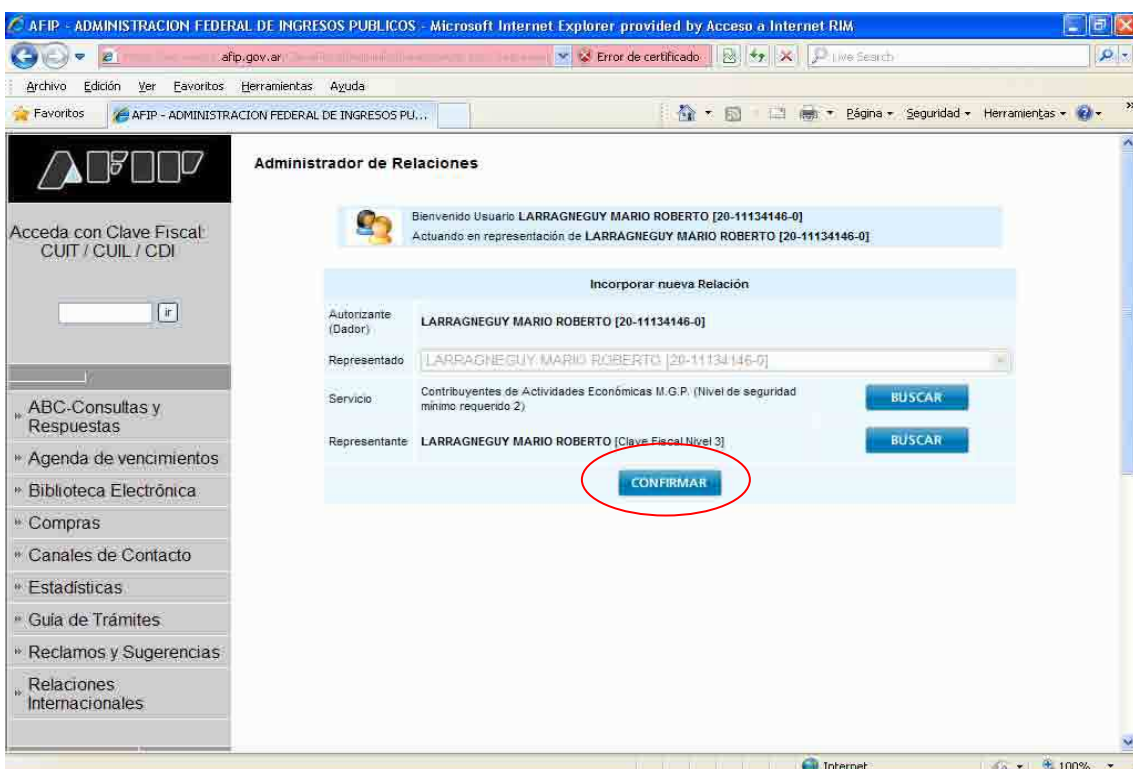 AFIP - ADMINISTRACION FEDERAL DE INGRESOS PUBLICOS - Microsoft Internet Explorer provided by Acceso a Internet RIM
afip.gov.ar
Error de certificado
Live Search
Archivo Edición Ver Favoritos Herramientas Ayuda
Favoritos
AFIP - ADMINISTRACION FEDERAL DE INGRESOS PU...
Página Seguridad Herramientas
AFIP
Administrador de Relaciones
Acceda con Clave Fiscal:
CUIT / CUIL / CDI
ir
Bienvenido Usuario LARRAGNEGUY MARIO ROBERTO [20-11134146-0]
Actuando en representación de LARRAGNEGUY MARIO ROBERTO [20-11134146-0]
Incorporar nueva Relación
Autorizante
(Dador)
LARRAGNEGUY MARIO ROBERTO [20-11134146-0]
Representado
LARRAGNEGUY MARIO ROBERTO [20-11134146-0]
Servicio
Contribuyentes de Actividades Económicas M.G.P. (Nivel de seguridad
mínimo requerido 2)
BUSCAR
Representante
LARRAGNEGUY MARIO ROBERTO [Clave Fiscal Nivel 3]
BUSCAR
CONFIRMAR
ABC-Consultas y
Respuestas
Agenda de vencimientos
Biblioteca Electrónica
Compras
Canales de Contacto
Estadísticas
Guía de Trámites
Reclamos y Sugerencias
Relaciones
Internacionales
Internet
100%